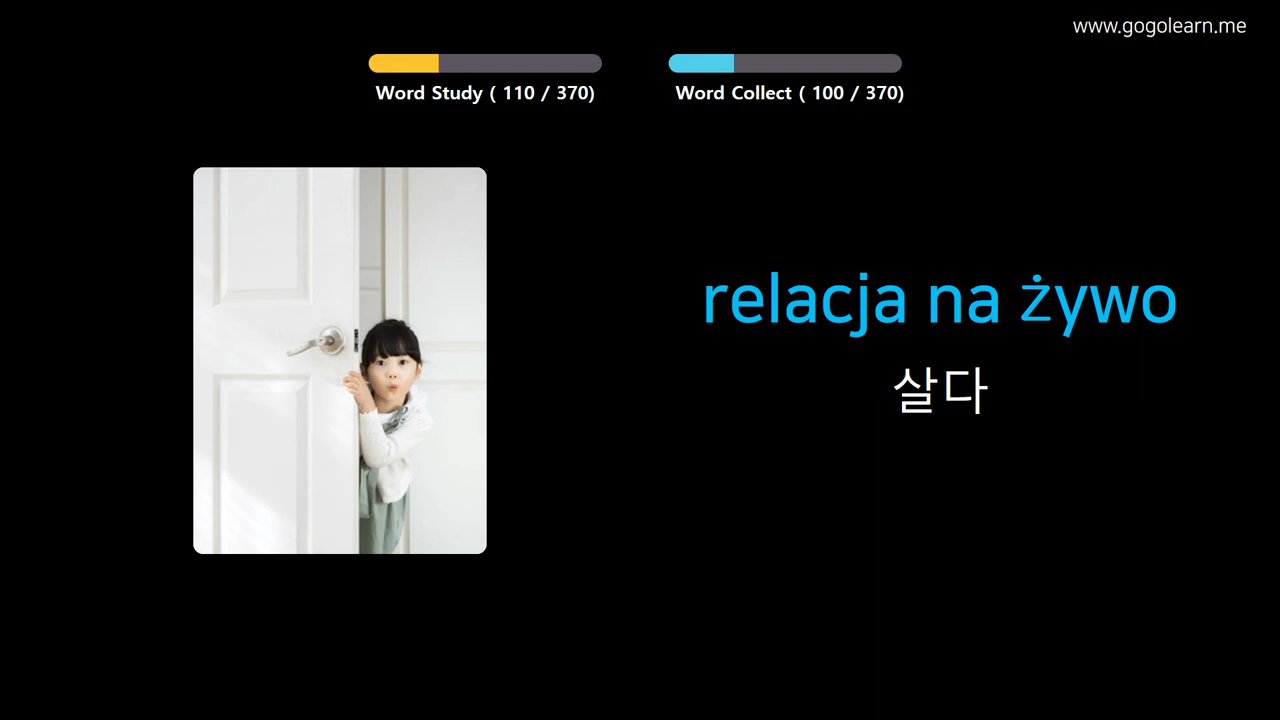 www.gogolearn.me
Word Study ( 110 / 370)
Word Collect ( 100 / 370)
relacja na żywo
살다